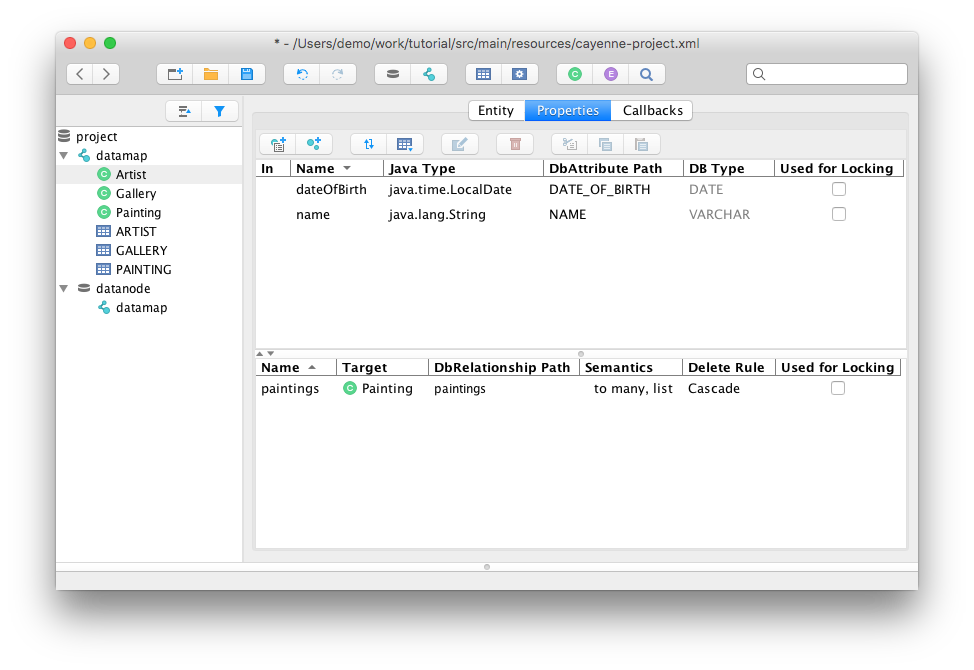 * - /Users/demo/work/tutorial/src/main/resources/cayenne-project.xml
C E
Entity Properties Callbacks
project
datamap
C Artist
C Gallery
C Painting
ARTIST
GALLERY
PAINTING
datanode
datamap
In Name Java Type DbAttribute Path DB Type Used for Locking
dateOfBirth java.time.LocalDate DATE_OF_BIRTH DATE
name java.lang.String NAME VARCHAR
Name Target DbRelationship Path Semantics Delete Rule Used for Locking
paintings C Painting paintings to many, list Cascade